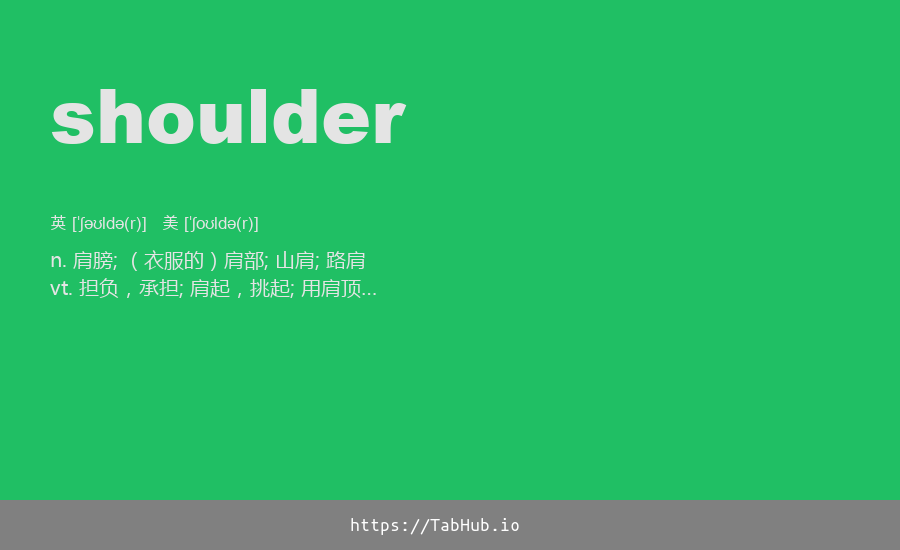 shoulder
英 [ˈʃəʊldə(r)] 美 [ˈʃoʊldə(r)]
n. 肩膀; （衣服的）肩部; 山肩; 路肩
vt. 担负，承担; 肩起，挑起; 用肩顶...
https://TabHub.io